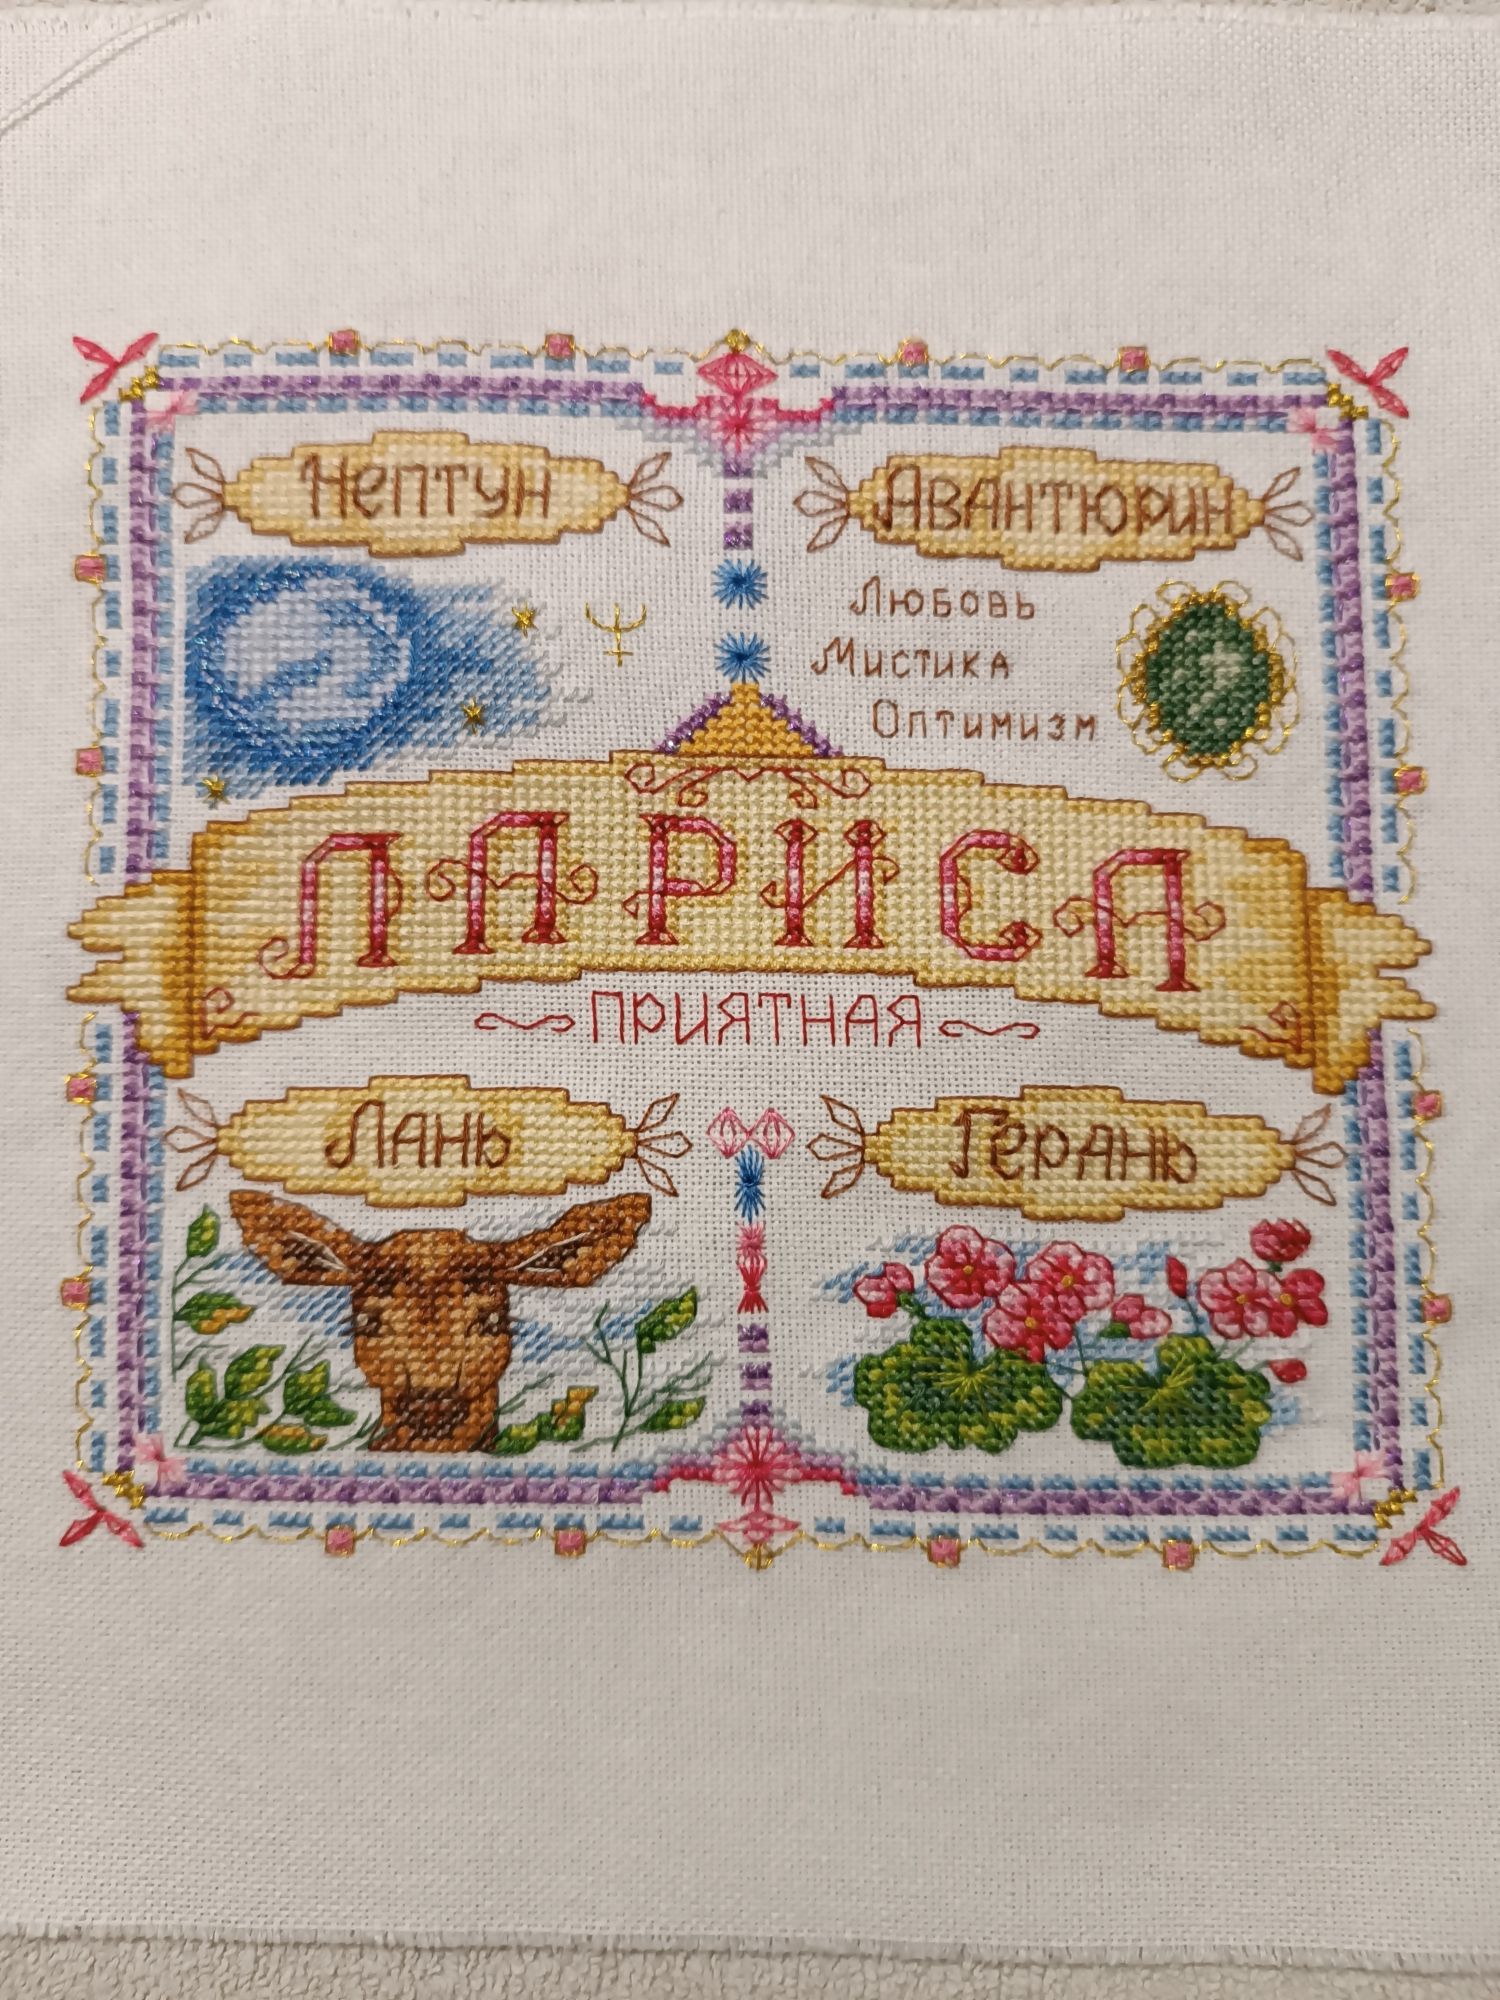 Нептун
Авантюрин
Любовь
Мистика
Оптимизм
ЛАРИСА
ПРИЯТНАЯ
Лань
Герань